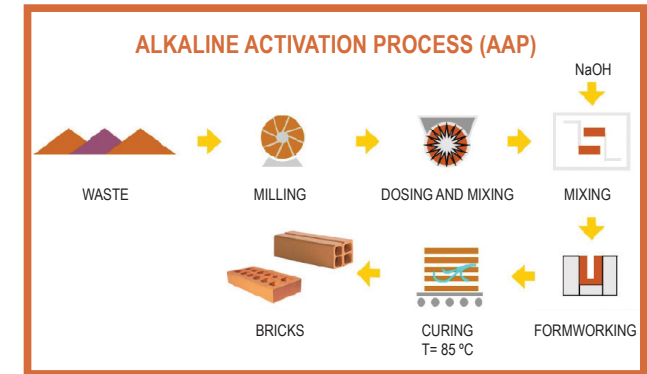 ALKALINE ACTIVATION PROCESS (AAP)
NaOH
WASTE
MILLING
DOSING AND MIXING
MIXING
BRICKS
CURING
T= 85 ºC
FORMWORKING